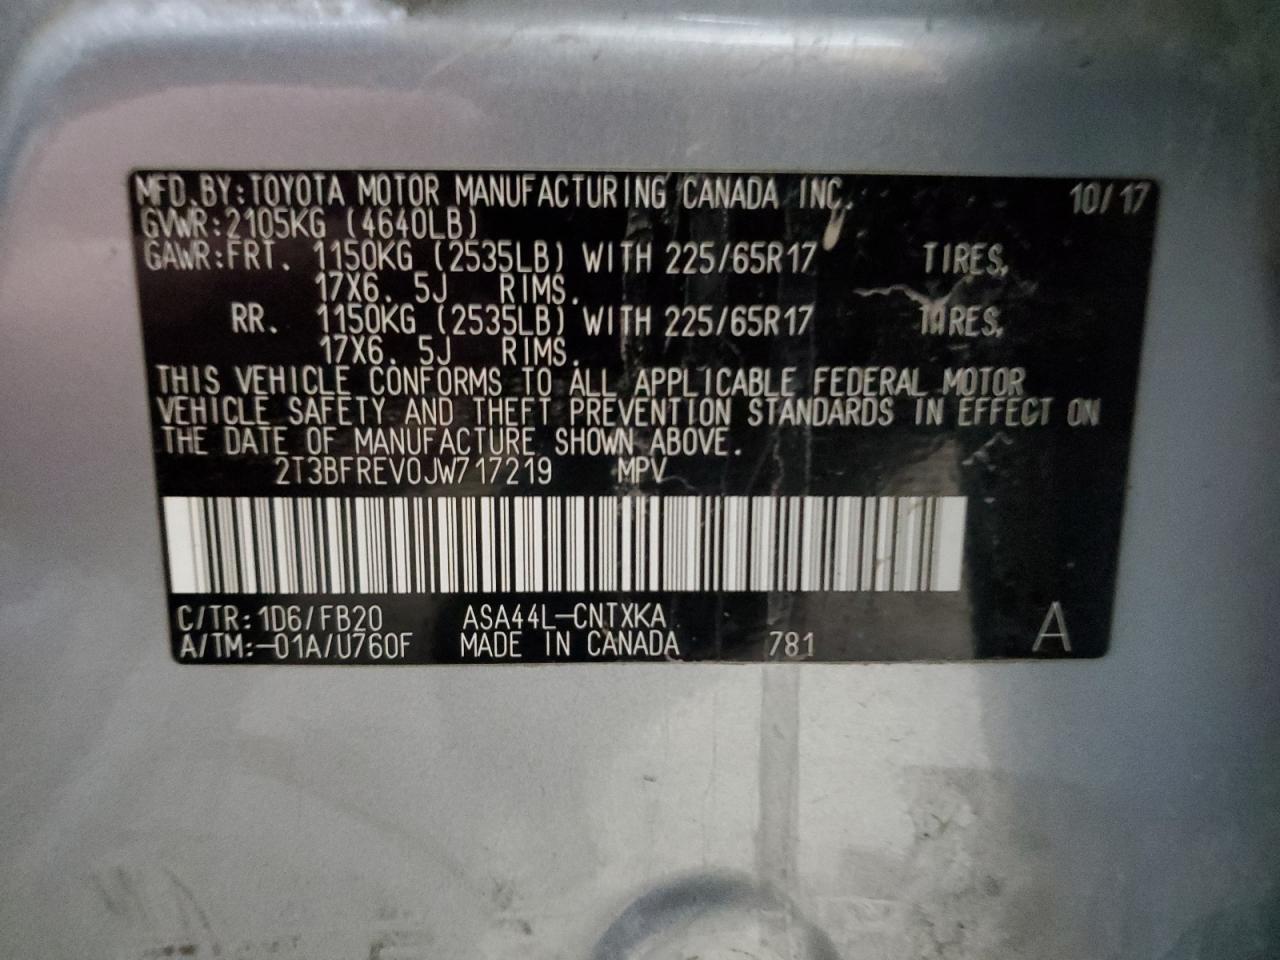 MFD.BY:TOYOTA MOTOR MANUFACTURING CANADA INC. 10/17
GVWR:2105KG (4640LB)
GAWR:FRT. 1150KG (2535LB) WITH 225/65R17 TIRES,
17X6.5J RIMS.
RR. 1150KG (2535LB) WITH 225/65R17 TIRES,
17X6.5J RIMS.
THIS VEHICLE CONFORMS TO ALL APPLICABLE FEDERAL MOTOR
VEHICLE SAFETY AND THEFT PREVENTION STANDARDS IN EFFECT ON
THE DATE OF MANUFACTURE SHOWN ABOVE.
2T3BFREV0JW717219 MPV
C/TR:1D6/FB20 ASA44L-CNTXKA
A/TM:-01A/U760F MADE IN CANADA 781 A